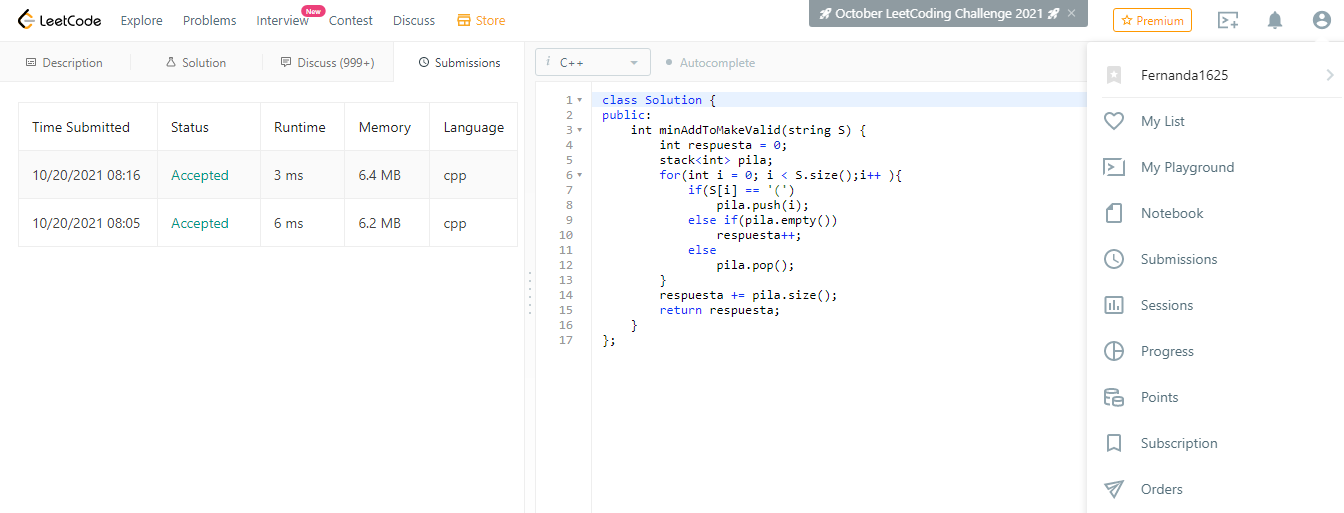 LeetCode Explore Problems Interview New Contest Discuss Store 🚀 October LeetCoding Challenge 2021 🚀 × Premium
Description Solution Discuss (999+) Submissions
i C++ Autocomplete
Time Submitted Status Runtime Memory Language
10/20/2021 08:16 Accepted 3 ms 6.4 MB cpp
10/20/2021 08:05 Accepted 6 ms 6.2 MB cpp
1 class Solution {
2 public:
3     int minAddToMakeValid(string S) {
4         int respuesta = 0;
5         stack<int> pila;
6         for(int i = 0; i < S.size();i++ ){
7             if(S[i] == '(')
8                 pila.push(i);
9             else if(pila.empty())
10                 respuesta++;
11             else
12                 pila.pop();
13         }
14         respuesta += pila.size();
15         return respuesta;
16     }
17 };
Fernanda1625
My List
My Playground
Notebook
Submissions
Sessions
Progress
Points
Subscription
Orders